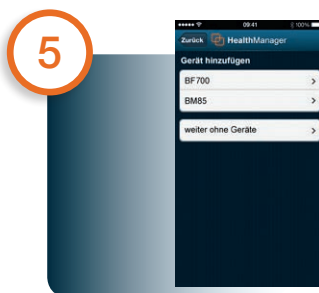 5
09:41 100%
Zurück HealthManager
Gerät hinzufügen
BF700
BM85
weiter ohne Geräte